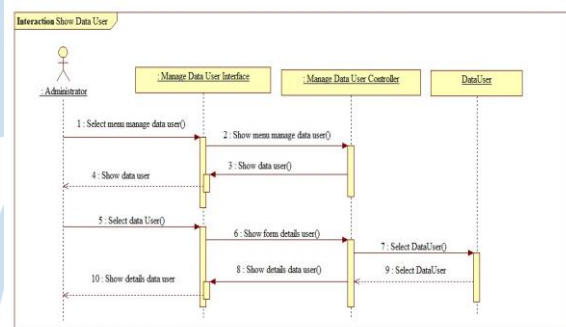 Interaction Show Data User
: Administrator
: Manage Data User Interface
: Manage Data User Controller
DataUser
1 : Select menu manage data user()
2 : Show menu manage data user()
3 : Show data user()
4 : Show data user
5 : Select data User()
6 : Show form details user()
7 : Select DataUser()
8 : Show details data user()
9 : Select DataUser
10 : Show details data user